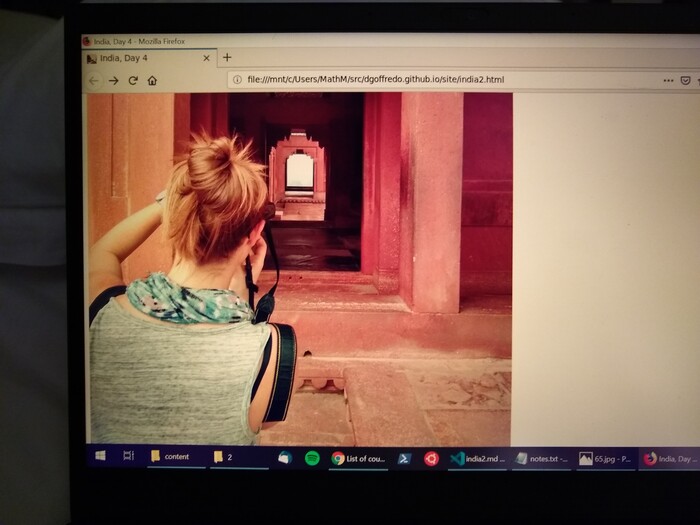 India, Day 4 - Mozilla Firefox
India, Day 4
file:///mnt/c/Users/MathM/src/dgoffredo.github.io/site/india2.html
content
2
List of cou...
india2.md ...
notes.txt -...
65.jpg - P...
India, Day ...